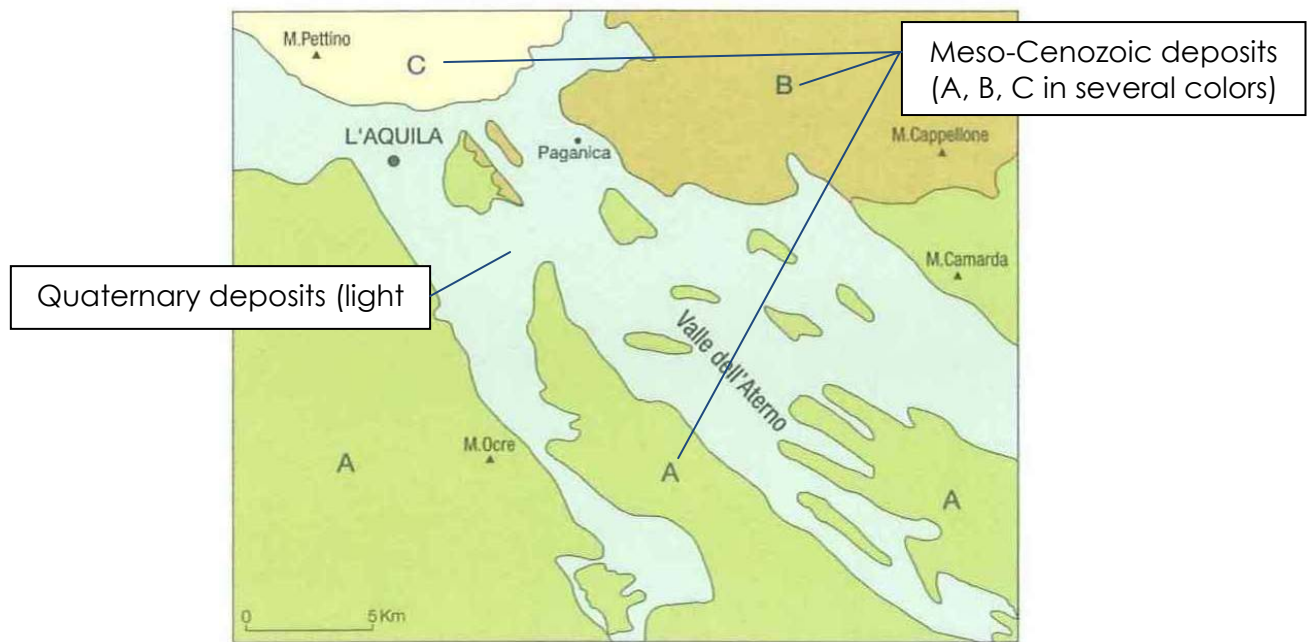 M.Pettino
C
Meso-Cenozoic deposits
(A, B, C in several colors)
B
L'AQUILA
Paganica
M.Cappellone
M.Camarda
Quaternary deposits (light
Valle dell'Aterno
M.Ocre
A
A
A
0 5 Km